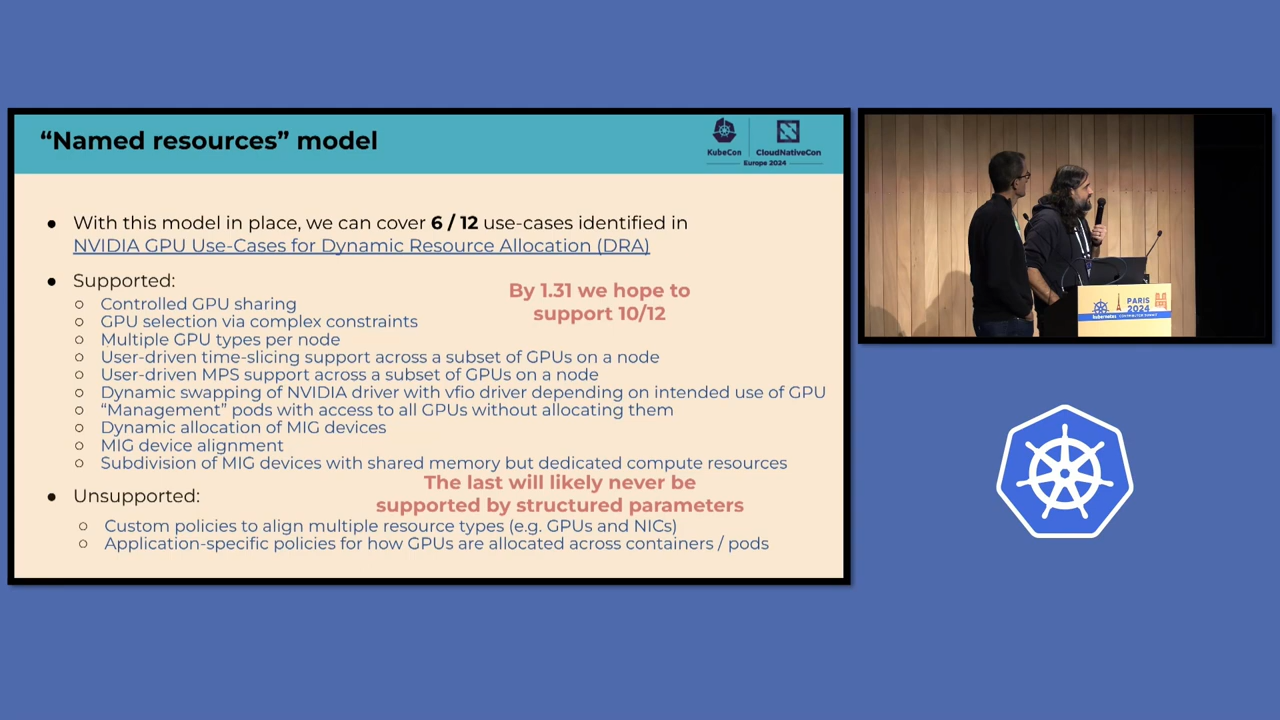 “Named resources” model
KubeCon
CloudNativeCon
Europe 2024
● With this model in place, we can cover 6 / 12 use-cases identified in
NVIDIA GPU Use-Cases for Dynamic Resource Allocation (DRA)
● Supported:
By 1.31 we hope to
support 10/12
○ Controlled GPU sharing
○ GPU selection via complex constraints
○ Multiple GPU types per node
○ User-driven time-slicing support across a subset of GPUs on a node
○ User-driven MPS support across a subset of GPUs on a node
○ Dynamic swapping of NVIDIA driver with vfio driver depending on intended use of GPU
○ “Management” pods with access to all GPUs without allocating them
○ Dynamic allocation of MIG devices
○ MIG device alignment
○ Subdivision of MIG devices with shared memory but dedicated compute resources
The last will likely never be
supported by structured parameters
● Unsupported:
○ Custom policies to align multiple resource types (e.g. GPUs and NICs)
○ Application-specific policies for how GPUs are allocated across containers / pods
PARIS
2024
kubernetes CONTRIBUTOR SUMMIT